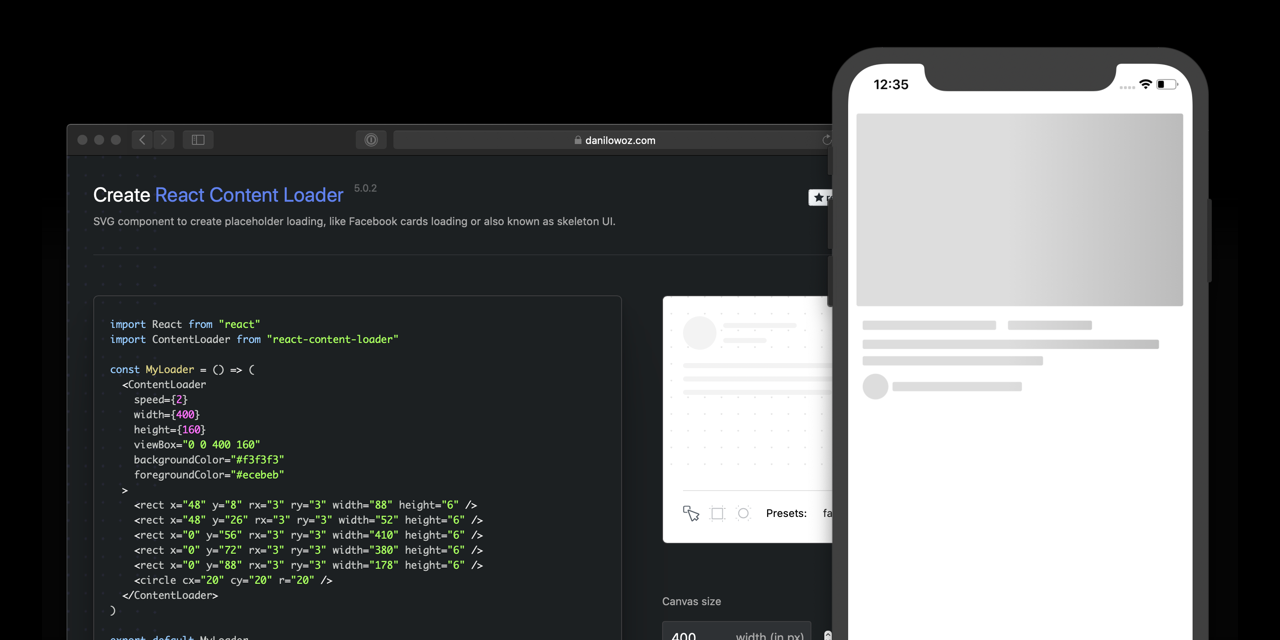 12:35
danilowoz.com
Create React Content Loader 5.0.2
SVG component to create placeholder loading, like Facebook cards loading or also known as skeleton UI.
import React from "react"
import ContentLoader from "react-content-loader"
const MyLoader = () => (
<ContentLoader
speed={2}
width={400}
height={160}
viewBox="0 0 400 160"
backgroundColor="#f3f3f3"
foregroundColor="#ecebeb"
>
<rect x="48" y="8" rx="3" ry="3" width="88" height="6" />
<rect x="48" y="26" rx="3" ry="3" width="52" height="6" />
<rect x="0" y="56" rx="3" ry="3" width="410" height="6" />
<rect x="0" y="72" rx="3" ry="3" width="380" height="6" />
<rect x="0" y="88" rx="3" ry="3" width="178" height="6" />
<circle cx="20" cy="20" r="20" />
</ContentLoader>
)
export default MyLoader
Presets: fa
Canvas size
400 width (in px)